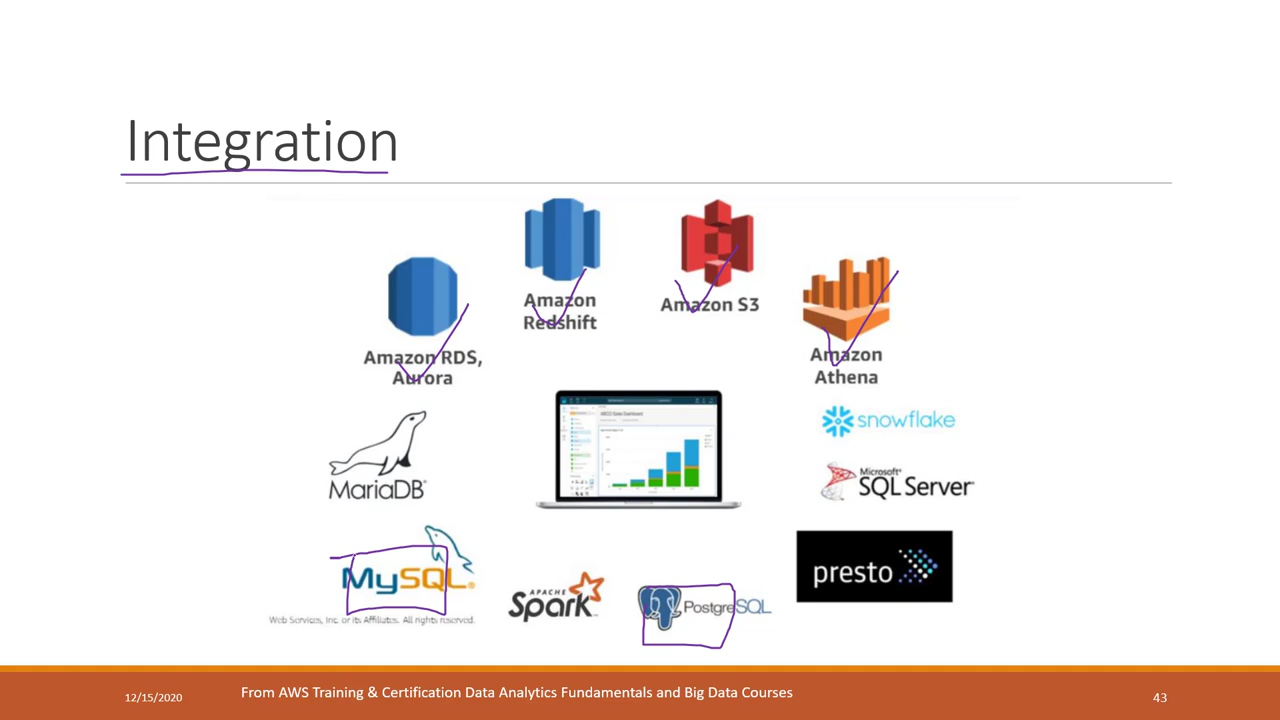 Integration
Amazon
Redshift
Amazon S3
Amazon RDS,
Aurora
Amazon
Athena
snowflake
MariaDB
Microsoft®
SQL Server
MySQL®
presto
APACHE
Spark™
PostgreSQL
Web Services, Inc. or its Affiliates. All rights reserved.
12/15/2020
From AWS Training & Certification Data Analytics Fundamentals and Big Data Courses
43